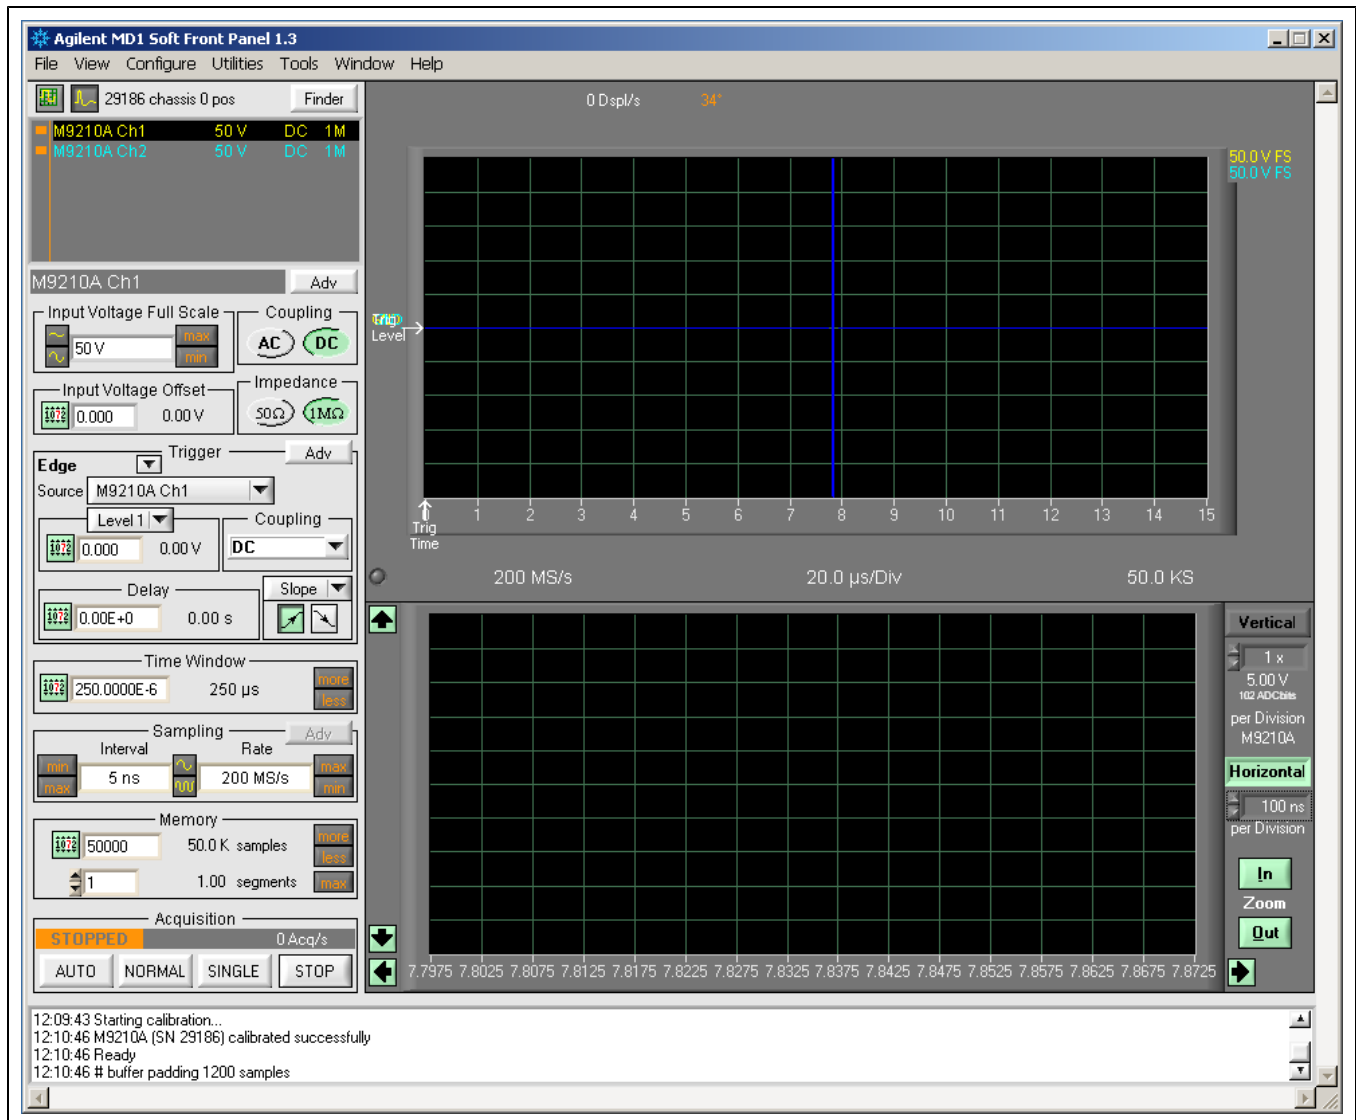 Agilent MD1 Soft Front Panel 1.3
File View Configure Utilities Tools Window Help
29186 chassis 0 pos Finder
M9210A Ch1 50 V DC 1M
M9210A Ch2 50 V DC 1M
M9210A Ch1 Adv
Input Voltage Full Scale
50 V max min
Coupling
AC DC
Input Voltage Offset
0.000 0.00 V
Impedance
50Ω 1MΩ
Trigger Adv
Edge
Source M9210A Ch1
Level 1
0.000 0.00 V
Coupling
DC
Delay
0.00E+0 0.00 s
Slope
Time Window
250.0000E-6 250 µs more less
Sampling Adv
Interval Rate
min max 5 ns 200 MS/s max min
Memory
50000 50.0 K samples more less
1 1.00 segments max
Acquisition
STOPPED 0 Acq/s
AUTO NORMAL SINGLE STOP
0 Dspl/s 34°
50.0 V FS
50.0 V FS
Trig
Level
0 1 2 3 4 5 6 7 8 9 10 11 12 13 14 15
Trig
Time
200 MS/s 20.0 µs/Div 50.0 KS
Vertical
1 x
5.00 V
102 ADCbits
per Division
M9210A
Horizontal
100 ns
per Division
In
Zoom
Out
7.7975 7.8025 7.8075 7.8125 7.8175 7.8225 7.8275 7.8325 7.8375 7.8425 7.8475 7.8525 7.8575 7.8625 7.8675 7.8725
12:09:43 Starting calibration...
12:10:46 M9210A (SN 29186) calibrated successfully
12:10:46 Ready
12:10:46 # buffer padding 1200 samples